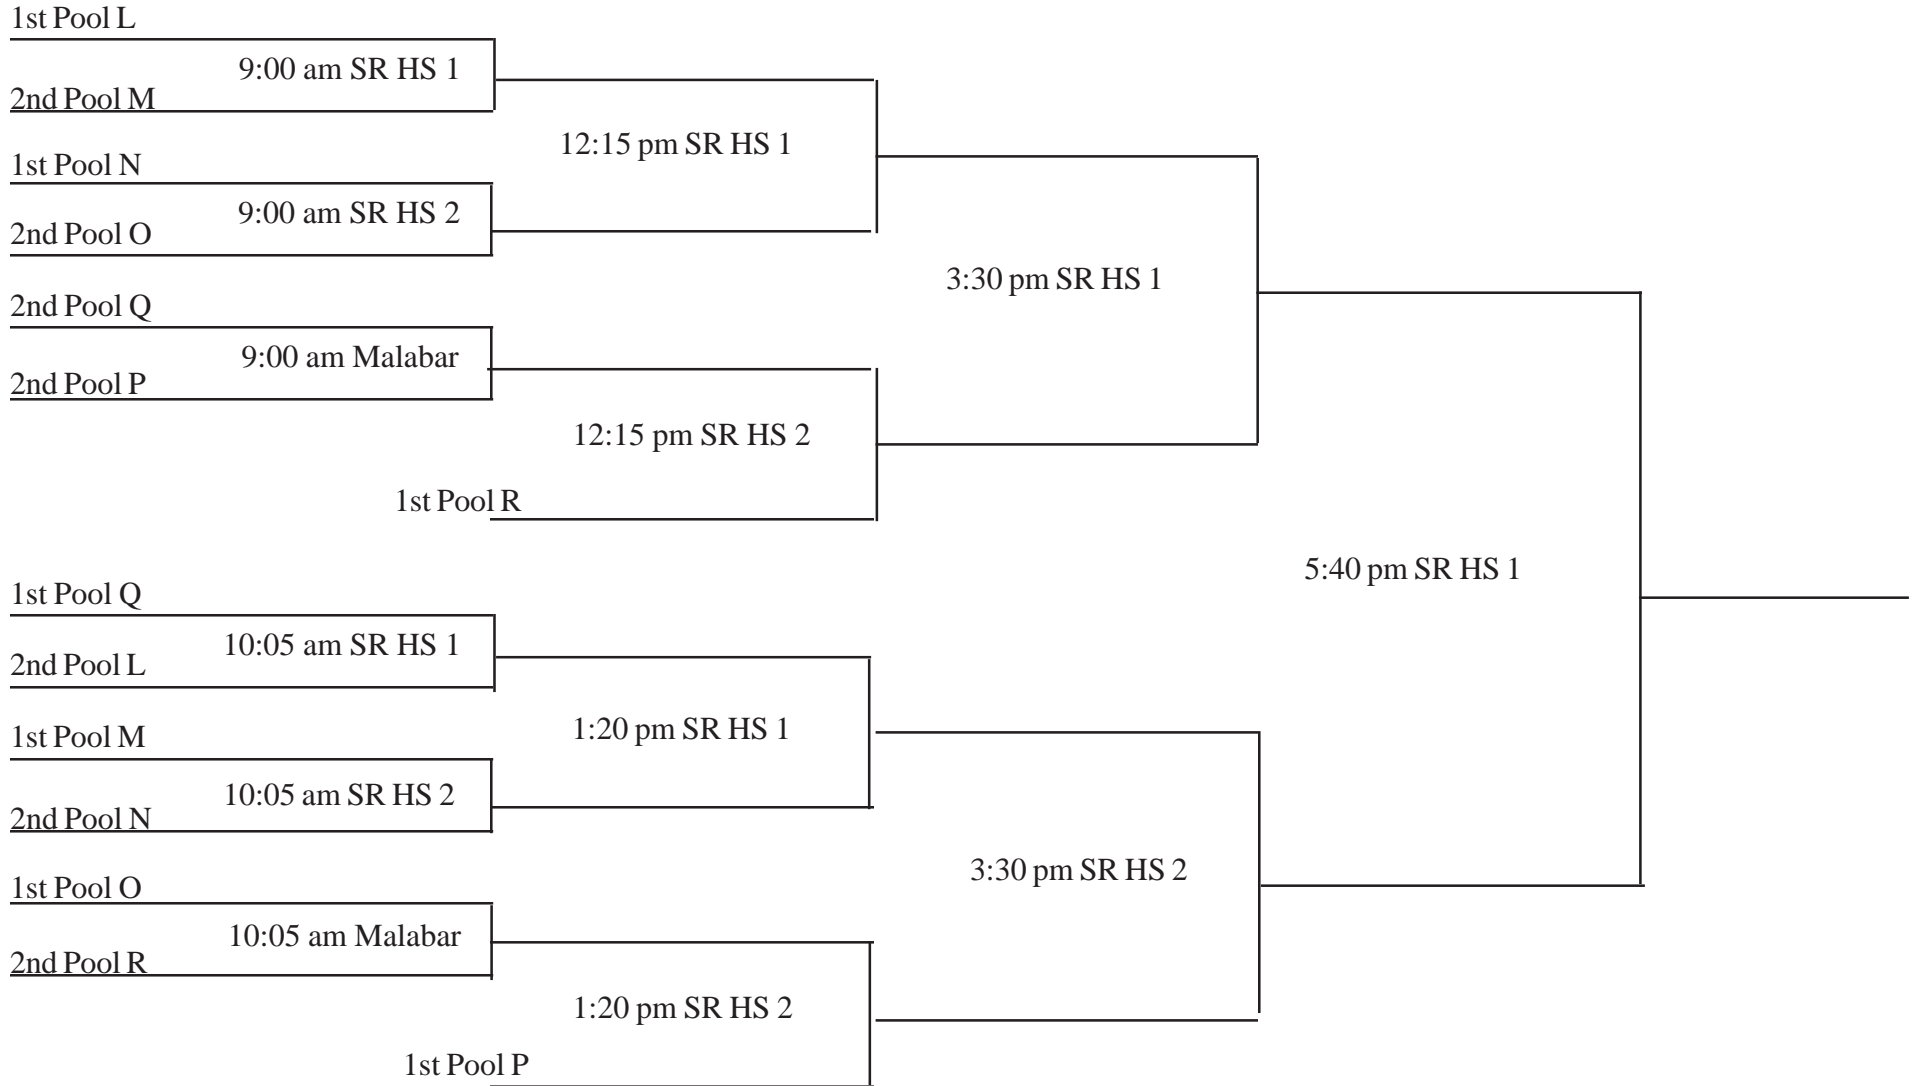 1st Pool L
9:00 am SR HS 1
2nd Pool M
12:15 pm SR HS 1
1st Pool N
9:00 am SR HS 2
2nd Pool O
3:30 pm SR HS 1
2nd Pool Q
9:00 am Malabar
2nd Pool P
12:15 pm SR HS 2
1st Pool R
5:40 pm SR HS 1
1st Pool Q
10:05 am SR HS 1
2nd Pool L
1:20 pm SR HS 1
1st Pool M
10:05 am SR HS 2
2nd Pool N
3:30 pm SR HS 2
1st Pool O
10:05 am Malabar
2nd Pool R
1:20 pm SR HS 2
1st Pool P